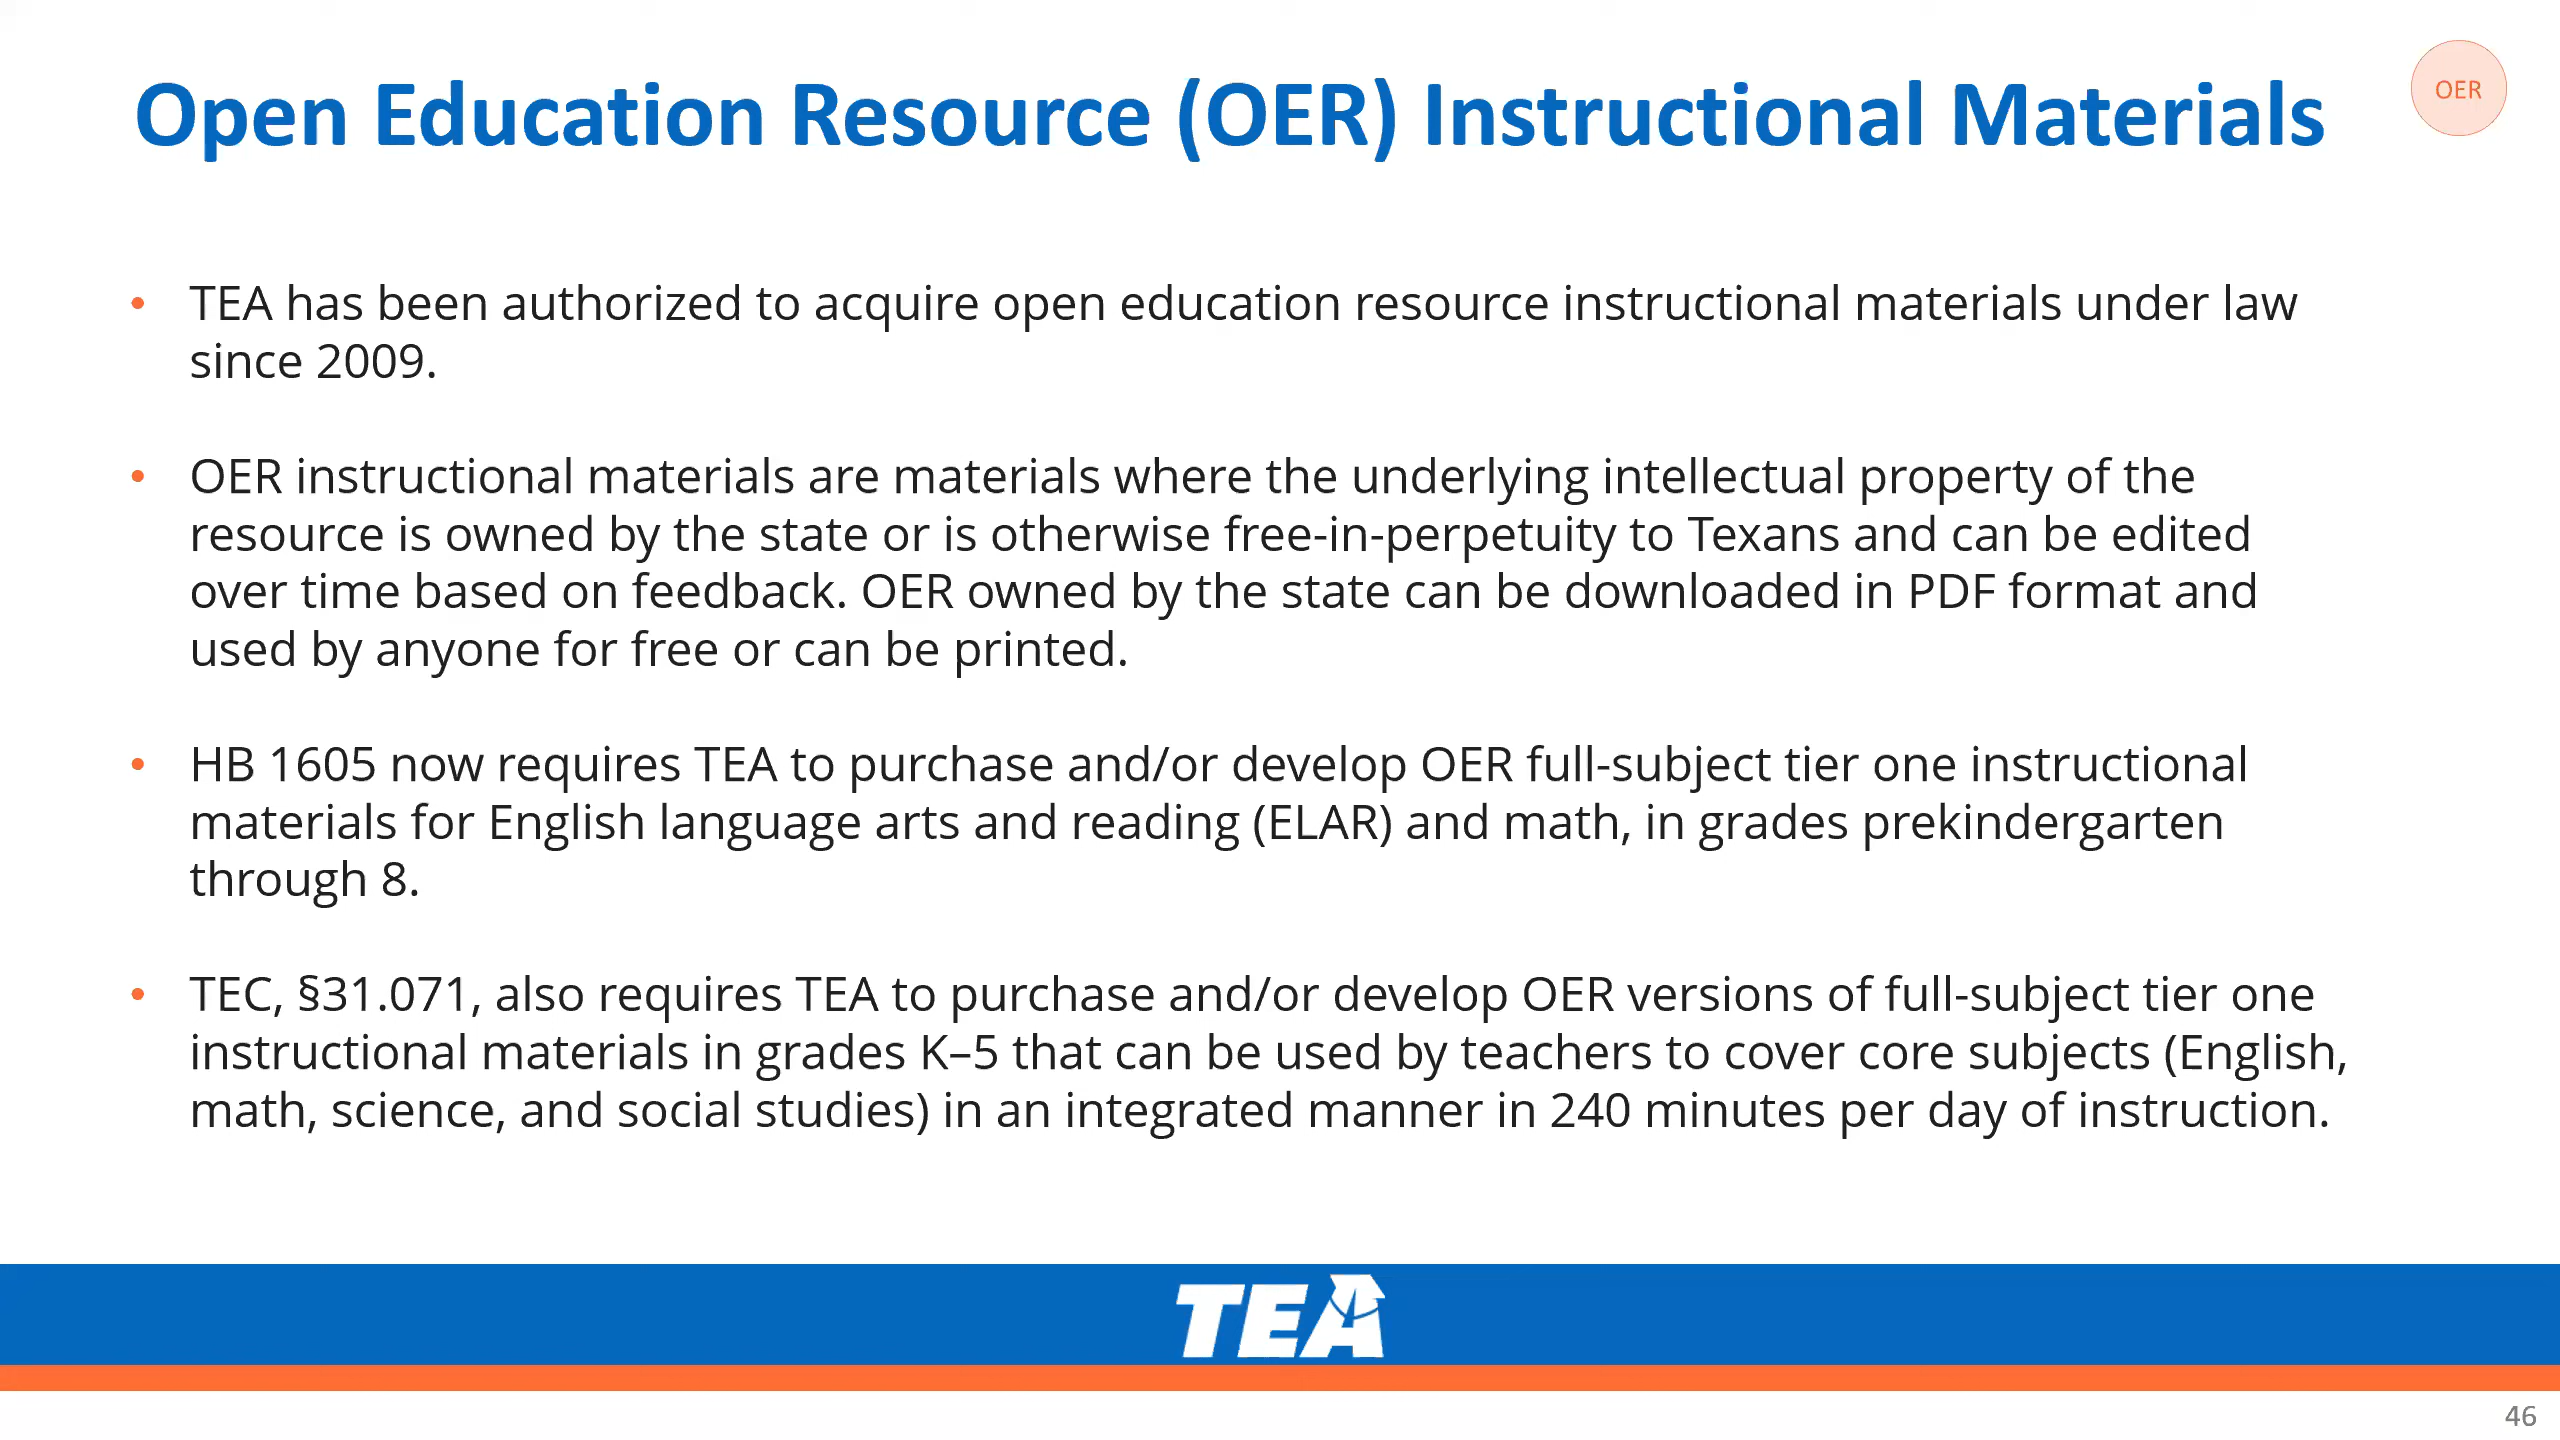 Open Education Resource (OER) Instructional Materials
OER
• TEA has been authorized to acquire open education resource instructional materials under law
since 2009.
• OER instructional materials are materials where the underlying intellectual property of the
resource is owned by the state or is otherwise free-in-perpetuity to Texans and can be edited
over time based on feedback. OER owned by the state can be downloaded in PDF format and
used by anyone for free or can be printed.
• HB 1605 now requires TEA to purchase and/or develop OER full-subject tier one instructional
materials for English language arts and reading (ELAR) and math, in grades prekindergarten
through 8.
• TEC, §31.071, also requires TEA to purchase and/or develop OER versions of full-subject tier one
instructional materials in grades K–5 that can be used by teachers to cover core subjects (English,
math, science, and social studies) in an integrated manner in 240 minutes per day of instruction.
TEA
46